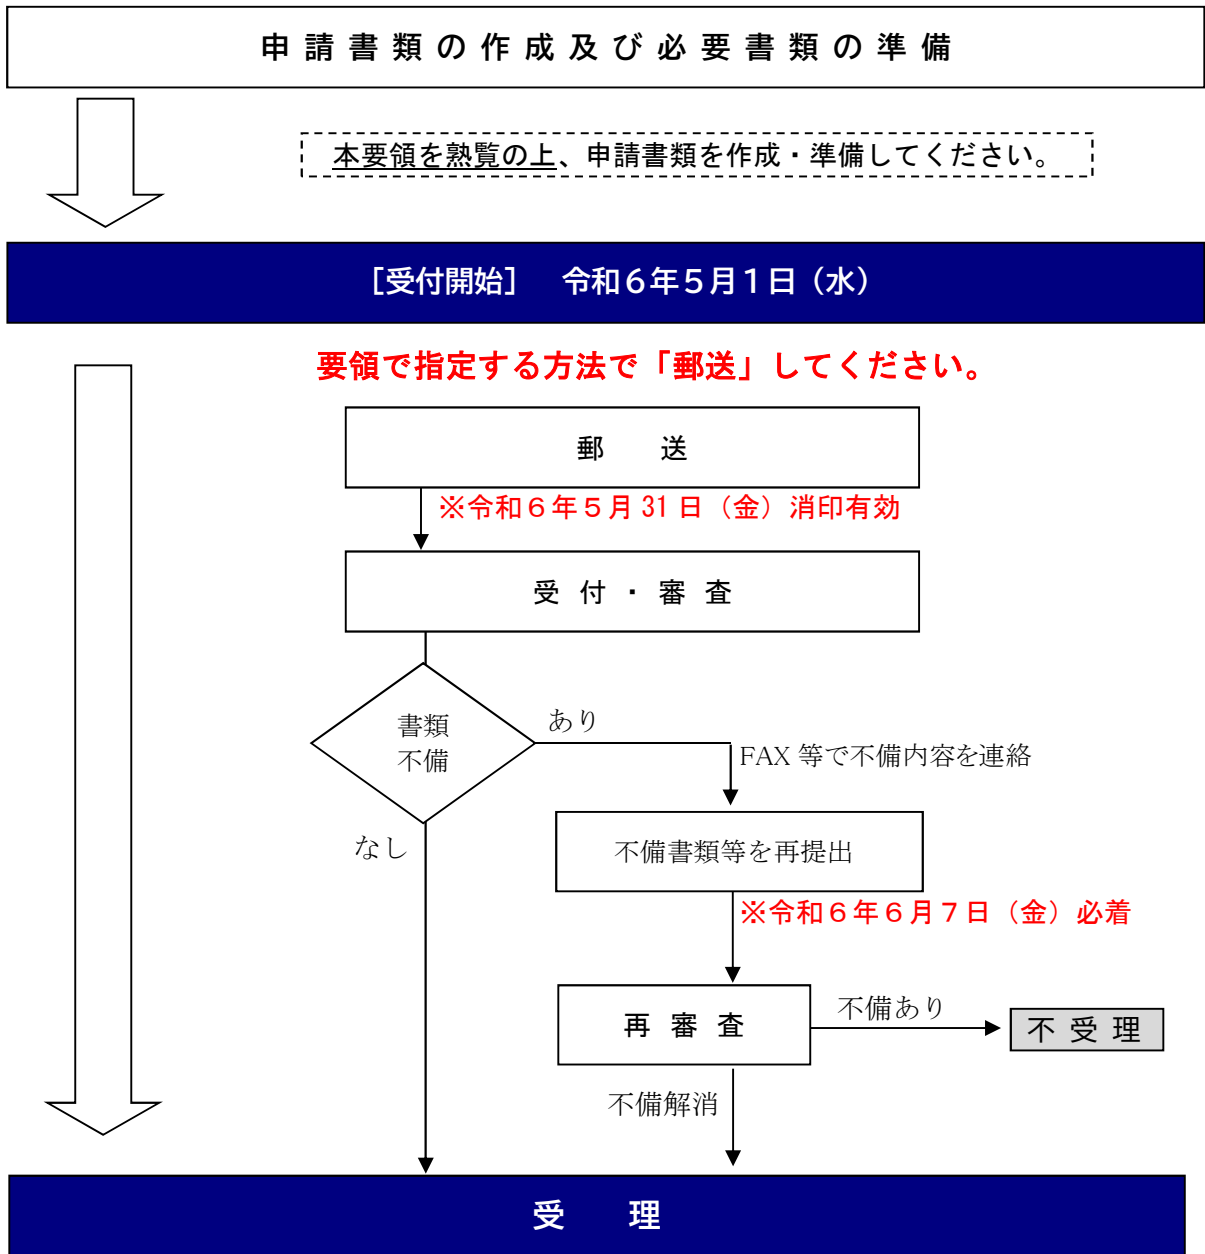 申請書類の作成及び必要書類の準備
本要領を熟覧の上、申請書類を作成・準備してください。
［受付開始］　令和６年５月１日（水）
要領で指定する方法で「郵送」してください。
郵　送
※令和６年５月 31 日（金）消印有効
受付・審査
書類
不備
あり
FAX 等で不備内容を連絡
なし
不備書類等を再提出
※令和６年６月７日（金）必着
再審査
不備あり
不受理
不備解消
受　理